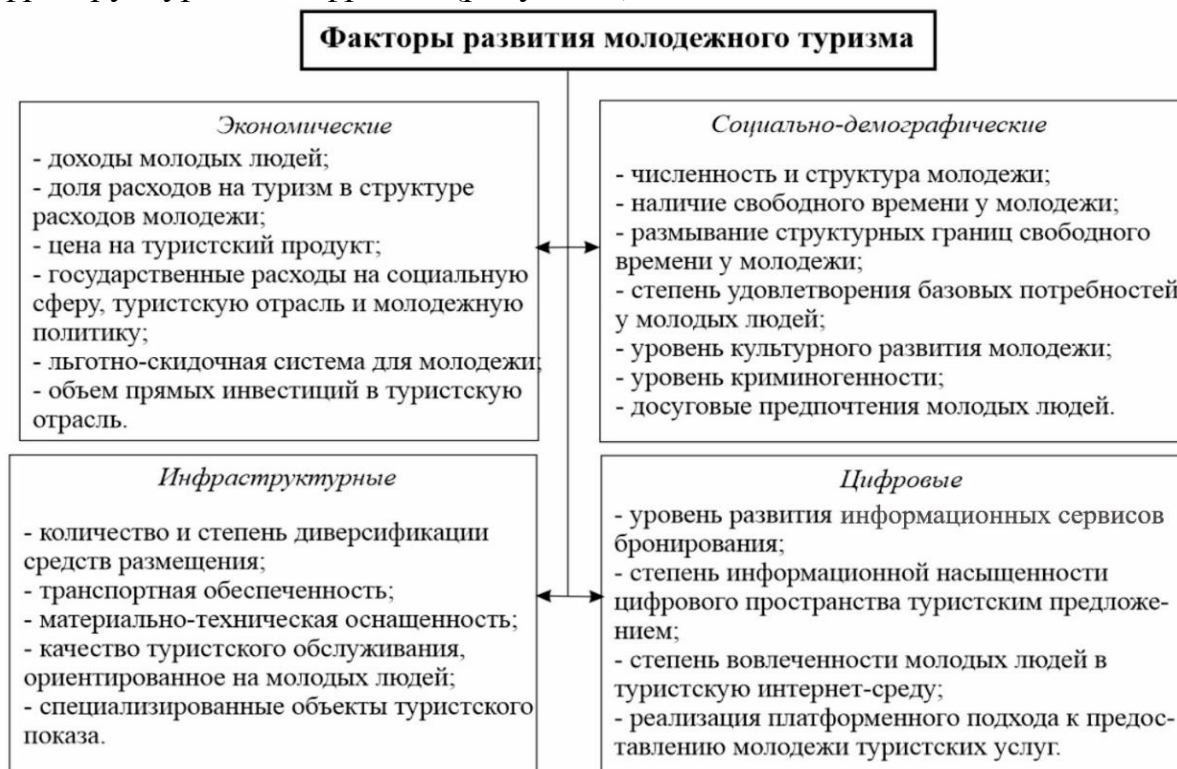 Факторы развития молодежного туризма
Экономические
- доходы молодых людей;
- доля расходов на туризм в структуре
расходов молодежи;
- цена на туристский продукт;
- государственные расходы на социальную
сферу, туристскую отрасль и молодежную
политику;
- льготно-скидочная система для молодежи;
- объем прямых инвестиций в туристскую
отрасль.
Социально-демографические
- численность и структура молодежи;
- наличие свободного времени у молодежи;
- размывание структурных границ свободного
времени у молодежи;
- степень удовлетворения базовых потребностей
у молодых людей;
- уровень культурного развития молодежи;
- уровень криминогенности;
- досуговые предпочтения молодых людей.
Инфраструктурные
- количество и степень диверсификации
средств размещения;
- транспортная обеспеченность;
- материально-техническая оснащенность;
- качество туристского обслуживания,
ориентированное на молодых людей;
- специализированные объекты туристского
показа.
Цифровые
- уровень развития информационных сервисов
бронирования;
- степень информационной насыщенности
цифрового пространства туристским предложе-
нием;
- степень вовлеченности молодых людей в
туристскую интернет-среду;
- реализация платформенного подхода к предос-
тавлению молодежи туристских услуг.